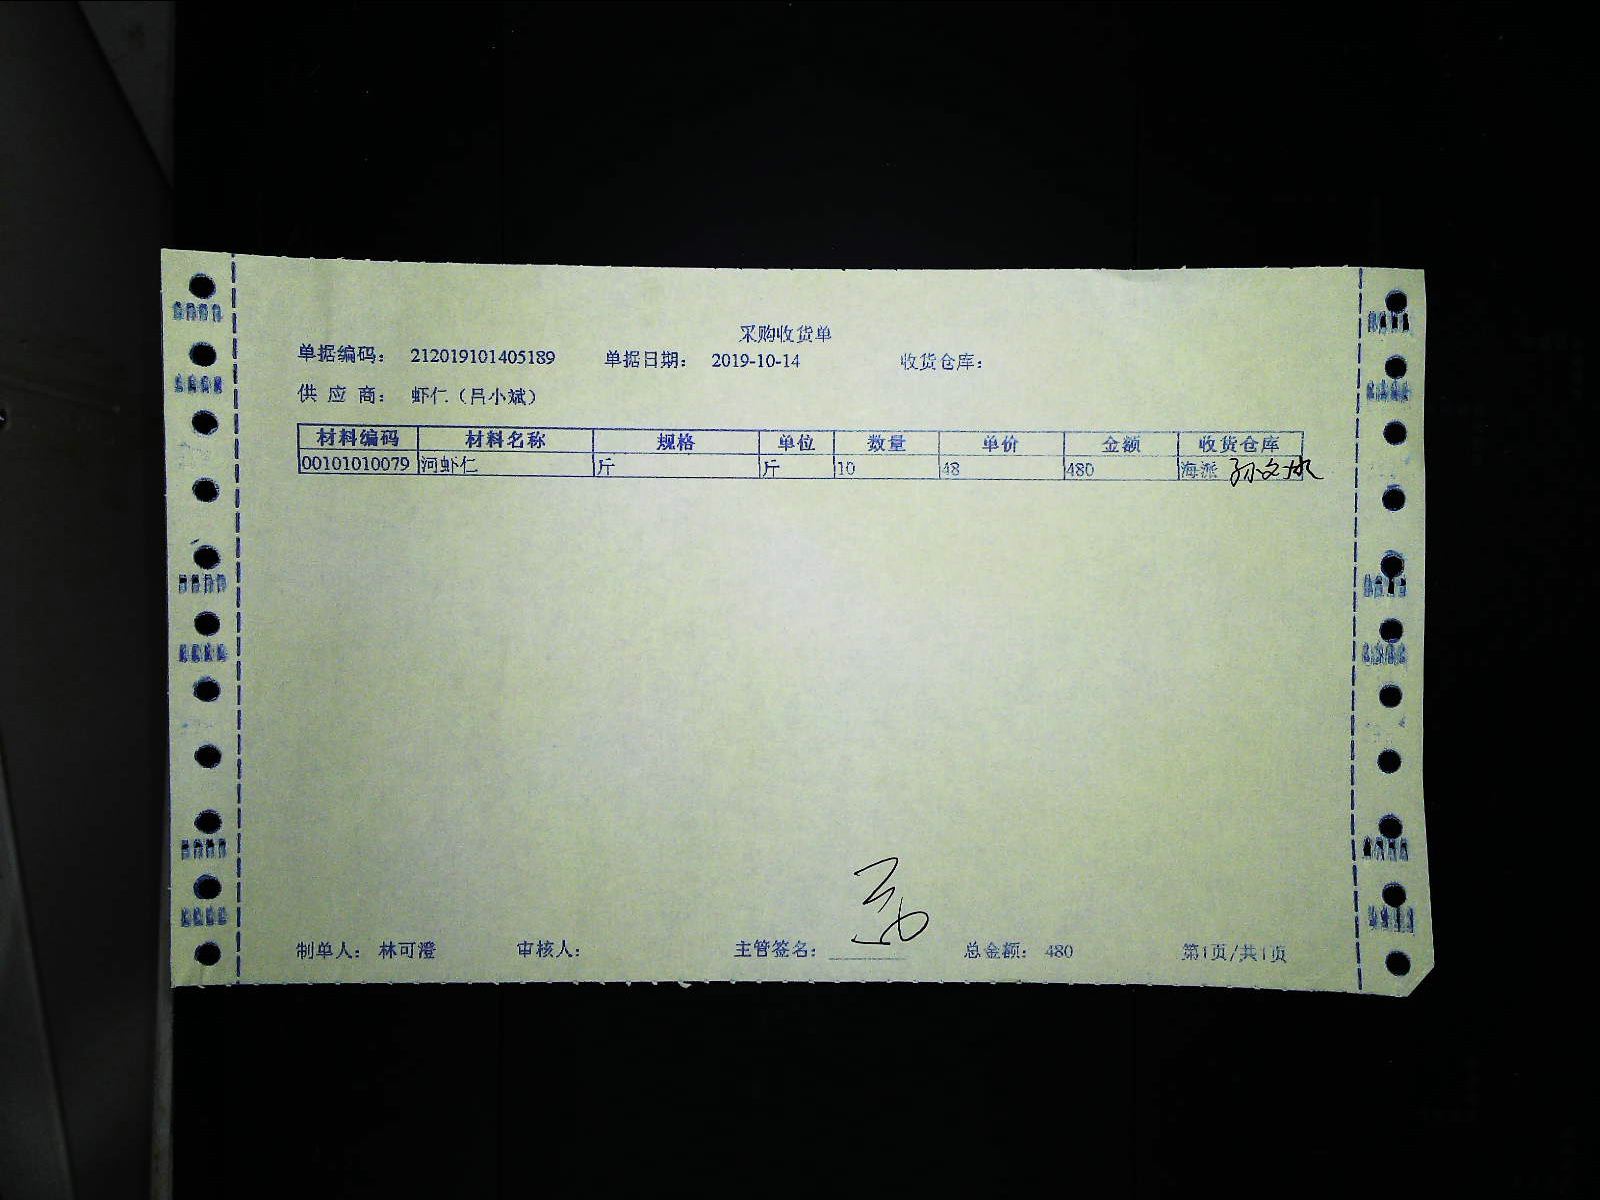 采购收货单
单据编码: 212019101405189 单据日期: 2019-10-14 收货仓库:
供应商: 虾仁(吕小斌)
材料编码 材料名称 规格 单位 数量 单价 金额 收货仓库
00101010079 河虾仁 斤 斤 10 48 480 海派
制单人: 林可澄 审核人: 主管签名: 总金额: 480 第1页/共1页